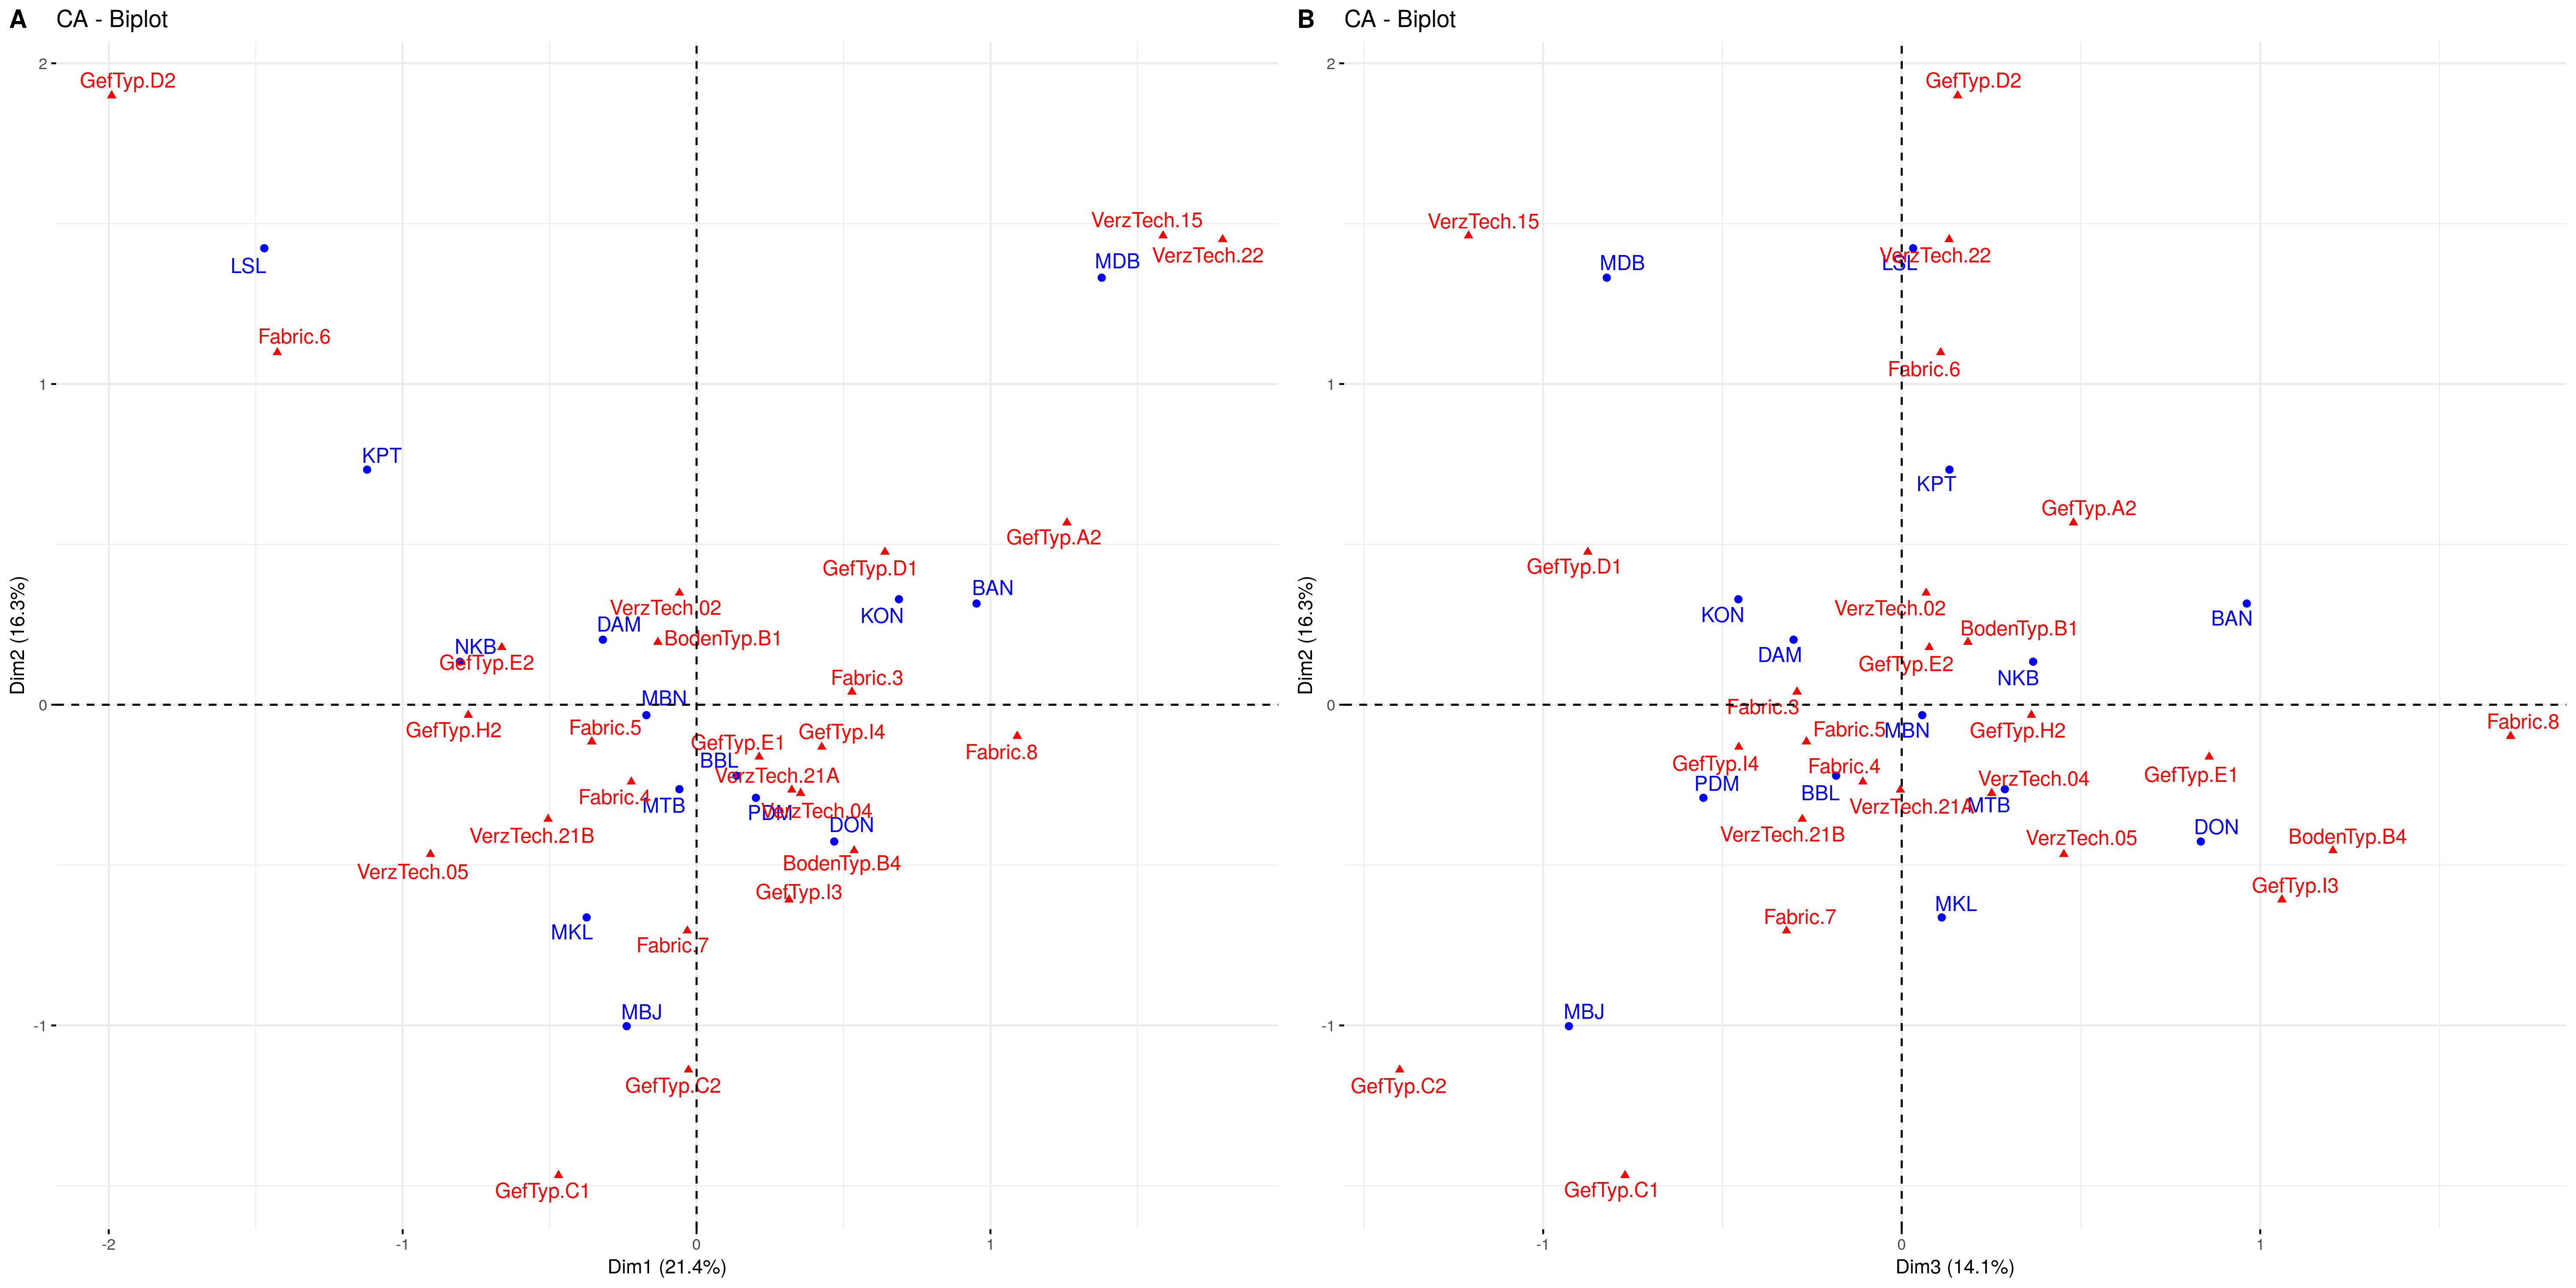 A CA - Biplot
2
GefTyp.D2
VerzTech.15
VerzTech.22
MDB
LSL
Fabric.6
1
KPT
GefTyp.A2
GefTyp.D1
BAN
KON
VerzTech.02
DAM
BodenTyp.B1
NKB
GefTyp.E2
Fabric.3
MBN
0
GefTyp.H2
Fabric.5
GefTyp.I4
GefTyp.E1
Fabric.8
BBL
VerzTech.21A
Fabric.4
MTB
PDM
VerzTech.04
DON
VerzTech.21B
BodenTyp.B4
VerzTech.05
GefTyp.I3
MKL
Fabric.7
MBJ
-1
GefTyp.C2
GefTyp.C1
-2 -1 0 1
Dim1 (21.4%)
Dim2 (16.3%)
B CA - Biplot
2
GefTyp.D2
VerzTech.15
VerzTech.22
MDB
LSL
Fabric.6
1
KPT
GefTyp.A2
GefTyp.D1
VerzTech.02
KON
BAN
BodenTyp.B1
DAM
GefTyp.E2
NKB
Fabric.3
0
Fabric.8
Fabric.5
MBN
GefTyp.H2
GefTyp.I4
Fabric.4
GefTyp.E1
VerzTech.04
PDM
BBL
VerzTech.21A
MTB
VerzTech.21B
DON
VerzTech.05
BodenTyp.B4
GefTyp.I3
MKL
Fabric.7
MBJ
-1
GefTyp.C2
GefTyp.C1
-1 0 1
Dim3 (14.1%)
Dim2 (16.3%)